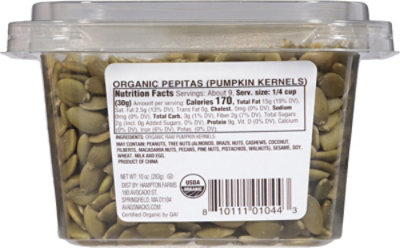 ORGANIC PEPITAS (PUMPKIN KERNELS)
Nutrition Facts Servings: About 9, Serv. size: 1/4 cup
(30g) Amount per serving: Calories 170, Total Fat 15g (19% DV),
Sat. Fat 2.5g (13% DV), Trans Fat 0g, Cholest. 0mg (0% DV), Sodium
0mg (0% DV), Total Carb. 3g (1% DV), Fiber 2g (7% DV), Total Sugars
2g (Incl. 0g Added Sugars, 0% DV), Protein 9g, Vit. D (0% DV), Calcium
(0% DV), Iron (6% DV), Potas. (0% DV).
INGREDIENTS: ORGANIC RAW PUMPKIN KERNELS.
MAY CONTAIN: PEANUTS, TREE NUTS (ALMONDS, BRAZIL NUTS, CASHEWS, COCONUT,
FILBERTS, MACADAMIA NUTS, PECANS, PINE NUTS, PISTACHIOS, WALNUTS), SESAME, SOY,
WHEAT, MILK AND EGG.
PRODUCT OF CHINA
NET WT. 10 oz. (283g)
DIST BY: HAMPTON FARMS
180 AVOCADO ST.
SPRINGFIELD, MA 01104
Certified Organic by QAI
USDA
ORGANIC
8 10111 01044 3